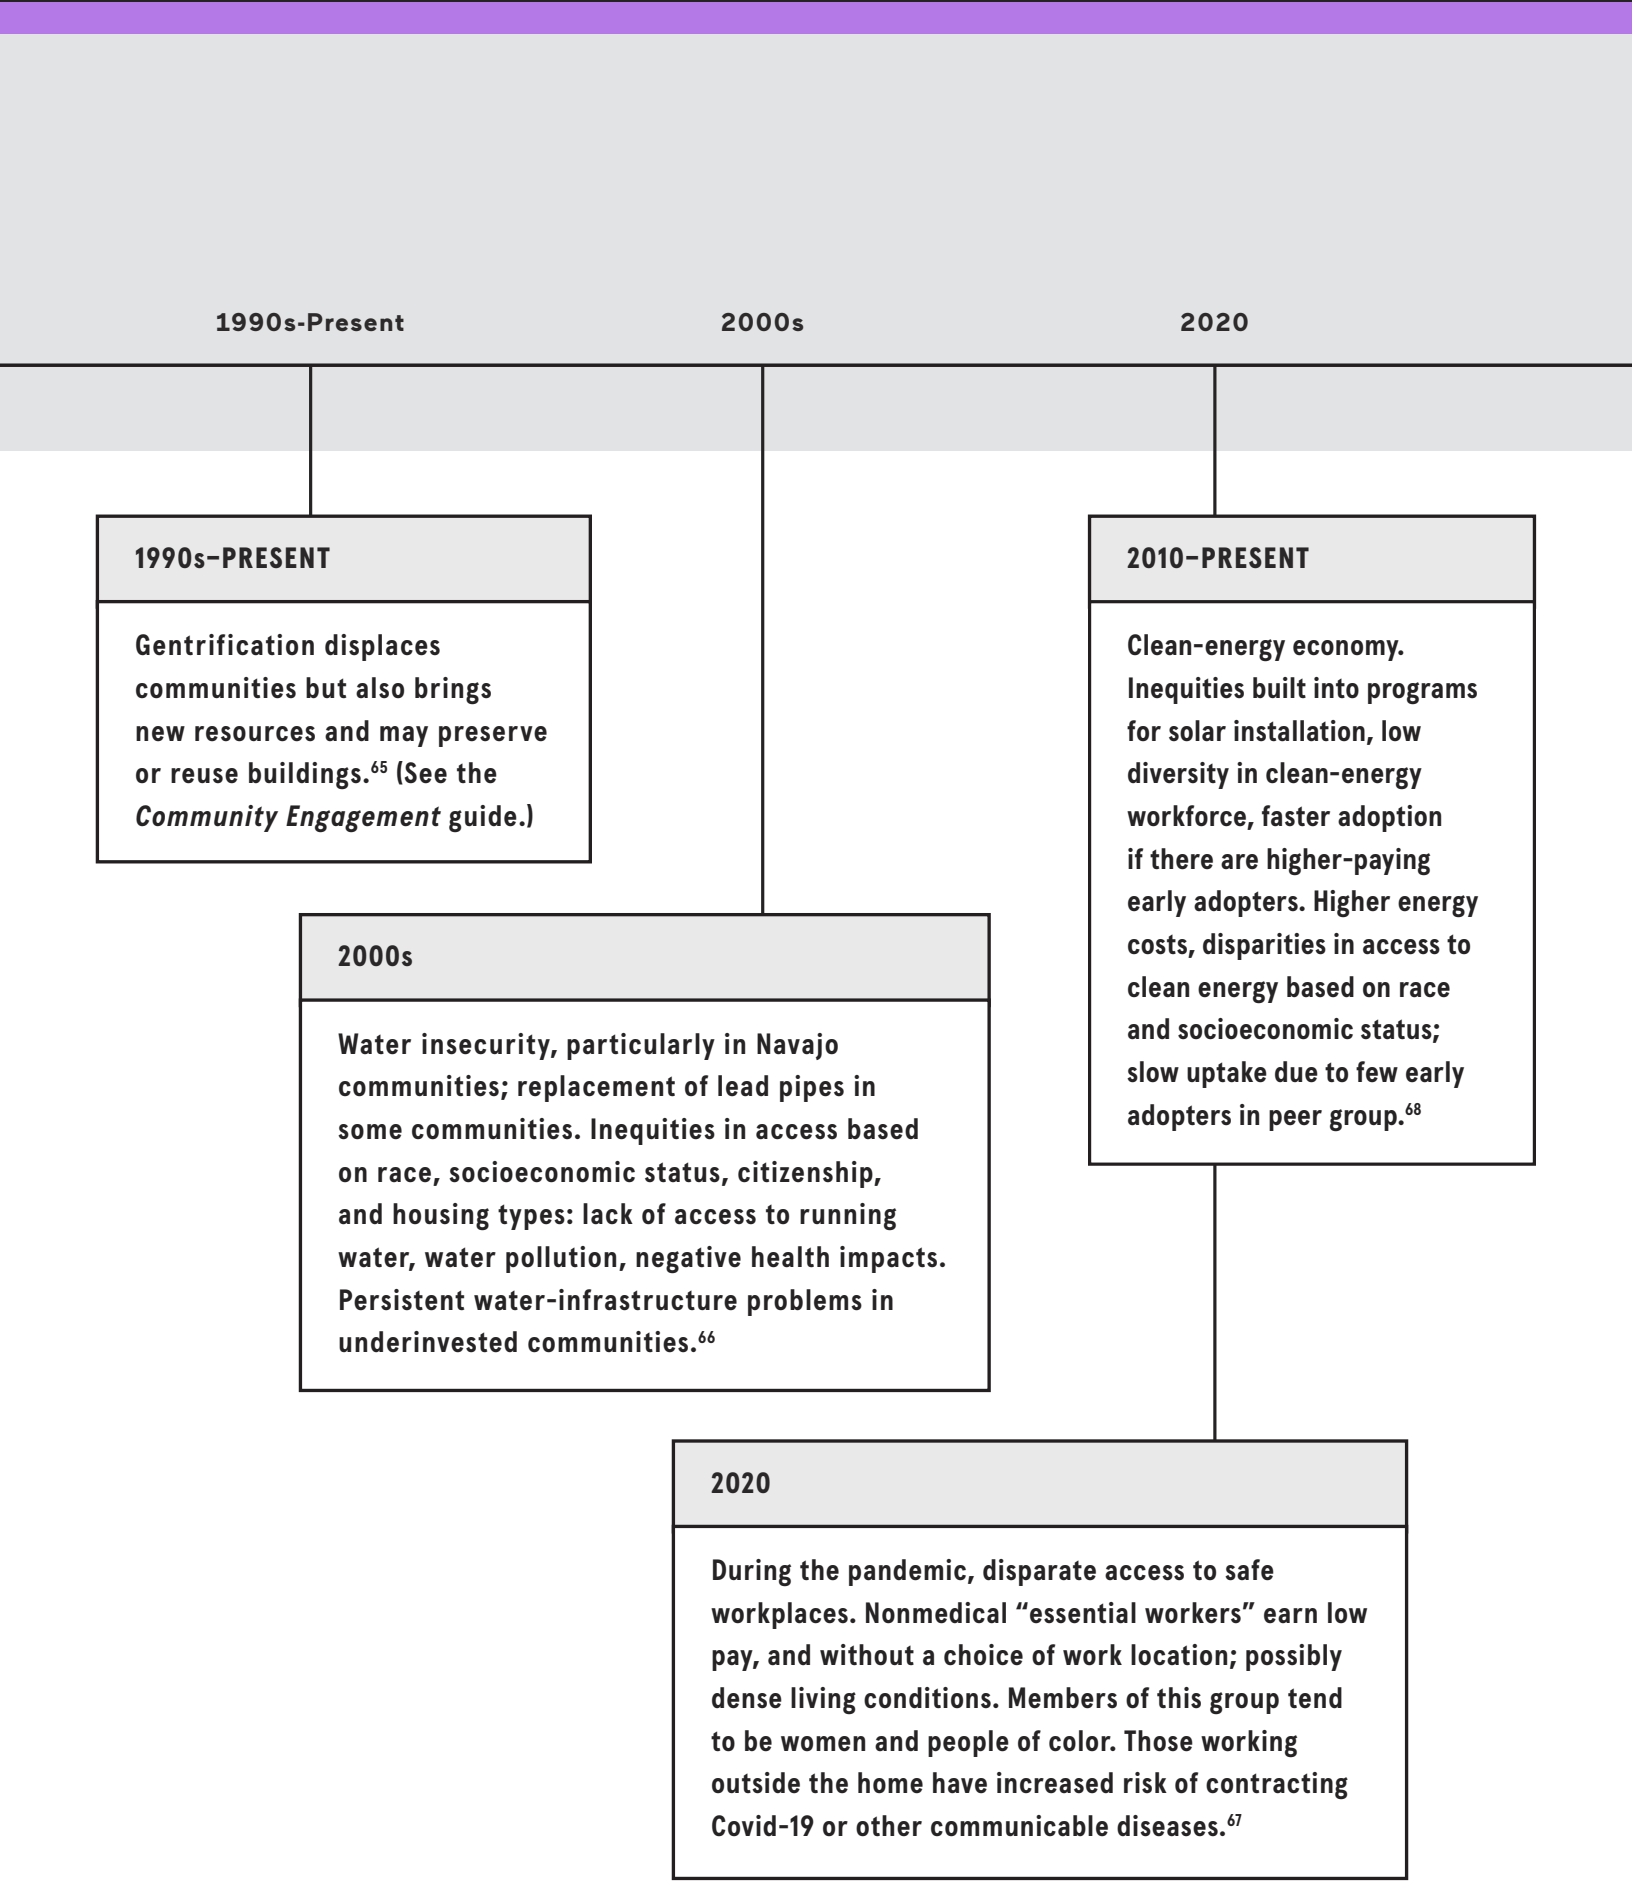 1990s-Present
2000s
2020
1990s–PRESENT
Gentrification displaces
communities but also brings
new resources and may preserve
or reuse buildings.65 (See the
Community Engagement guide.)
2000s
Water insecurity, particularly in Navajo
communities; replacement of lead pipes in
some communities. Inequities in access based
on race, socioeconomic status, citizenship,
and housing types: lack of access to running
water, water pollution, negative health impacts.
Persistent water-infrastructure problems in
underinvested communities.66
2010–PRESENT
Clean-energy economy.
Inequities built into programs
for solar installation, low
diversity in clean-energy
workforce, faster adoption
if there are higher-paying
early adopters. Higher energy
costs, disparities in access to
clean energy based on race
and socioeconomic status;
slow uptake due to few early
adopters in peer group.68
2020
During the pandemic, disparate access to safe
workplaces. Nonmedical “essential workers” earn low
pay, and without a choice of work location; possibly
dense living conditions. Members of this group tend
to be women and people of color. Those working
outside the home have increased risk of contracting
Covid-19 or other communicable diseases.67